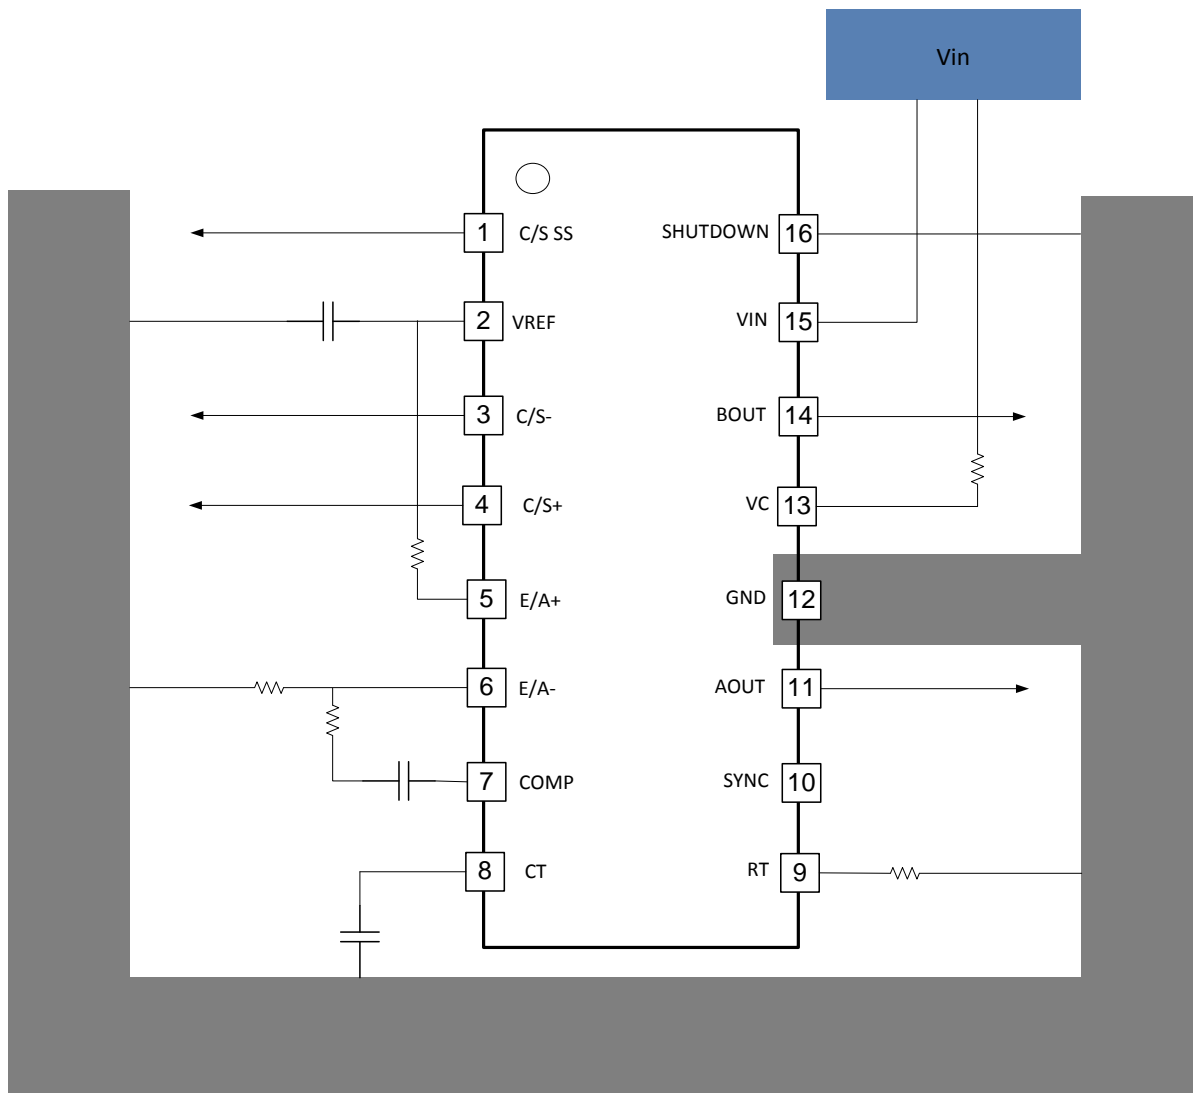 Vin
1 C/S SS
SHUTDOWN 16
2 VREF
VIN 15
3 C/S-
BOUT 14
4 C/S+
VC 13
5 E/A+
GND 12
6 E/A-
AOUT 11
7 COMP
SYNC 10
8 CT
RT 9